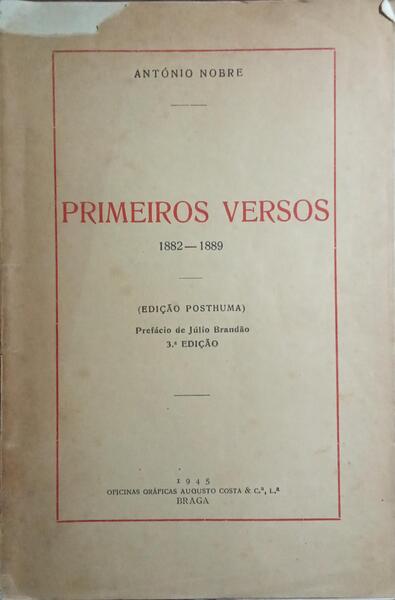 ANTÓNIO NOBRE
PRIMEIROS VERSOS
1882—1889
(EDIÇÃO POSTHUMA)
Prefácio de Júlio Brandão
3.ª EDIÇÃO
1945
OFICINAS GRÁFICAS AUGUSTO COSTA & C.ª, L.ª
BRAGA